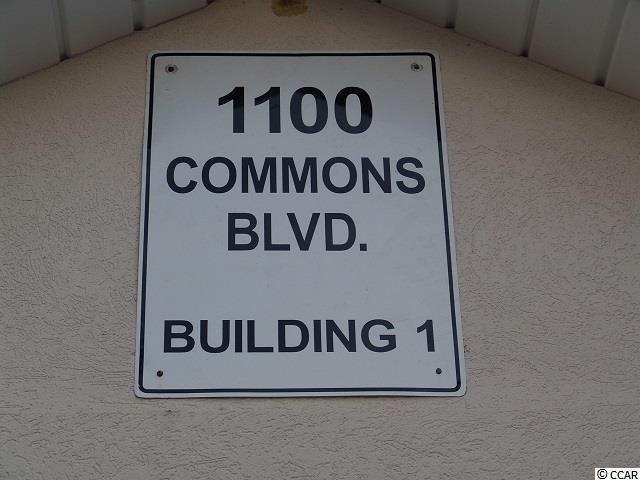 1100
COMMONS
BLVD.
BUILDING 1
©CCAR